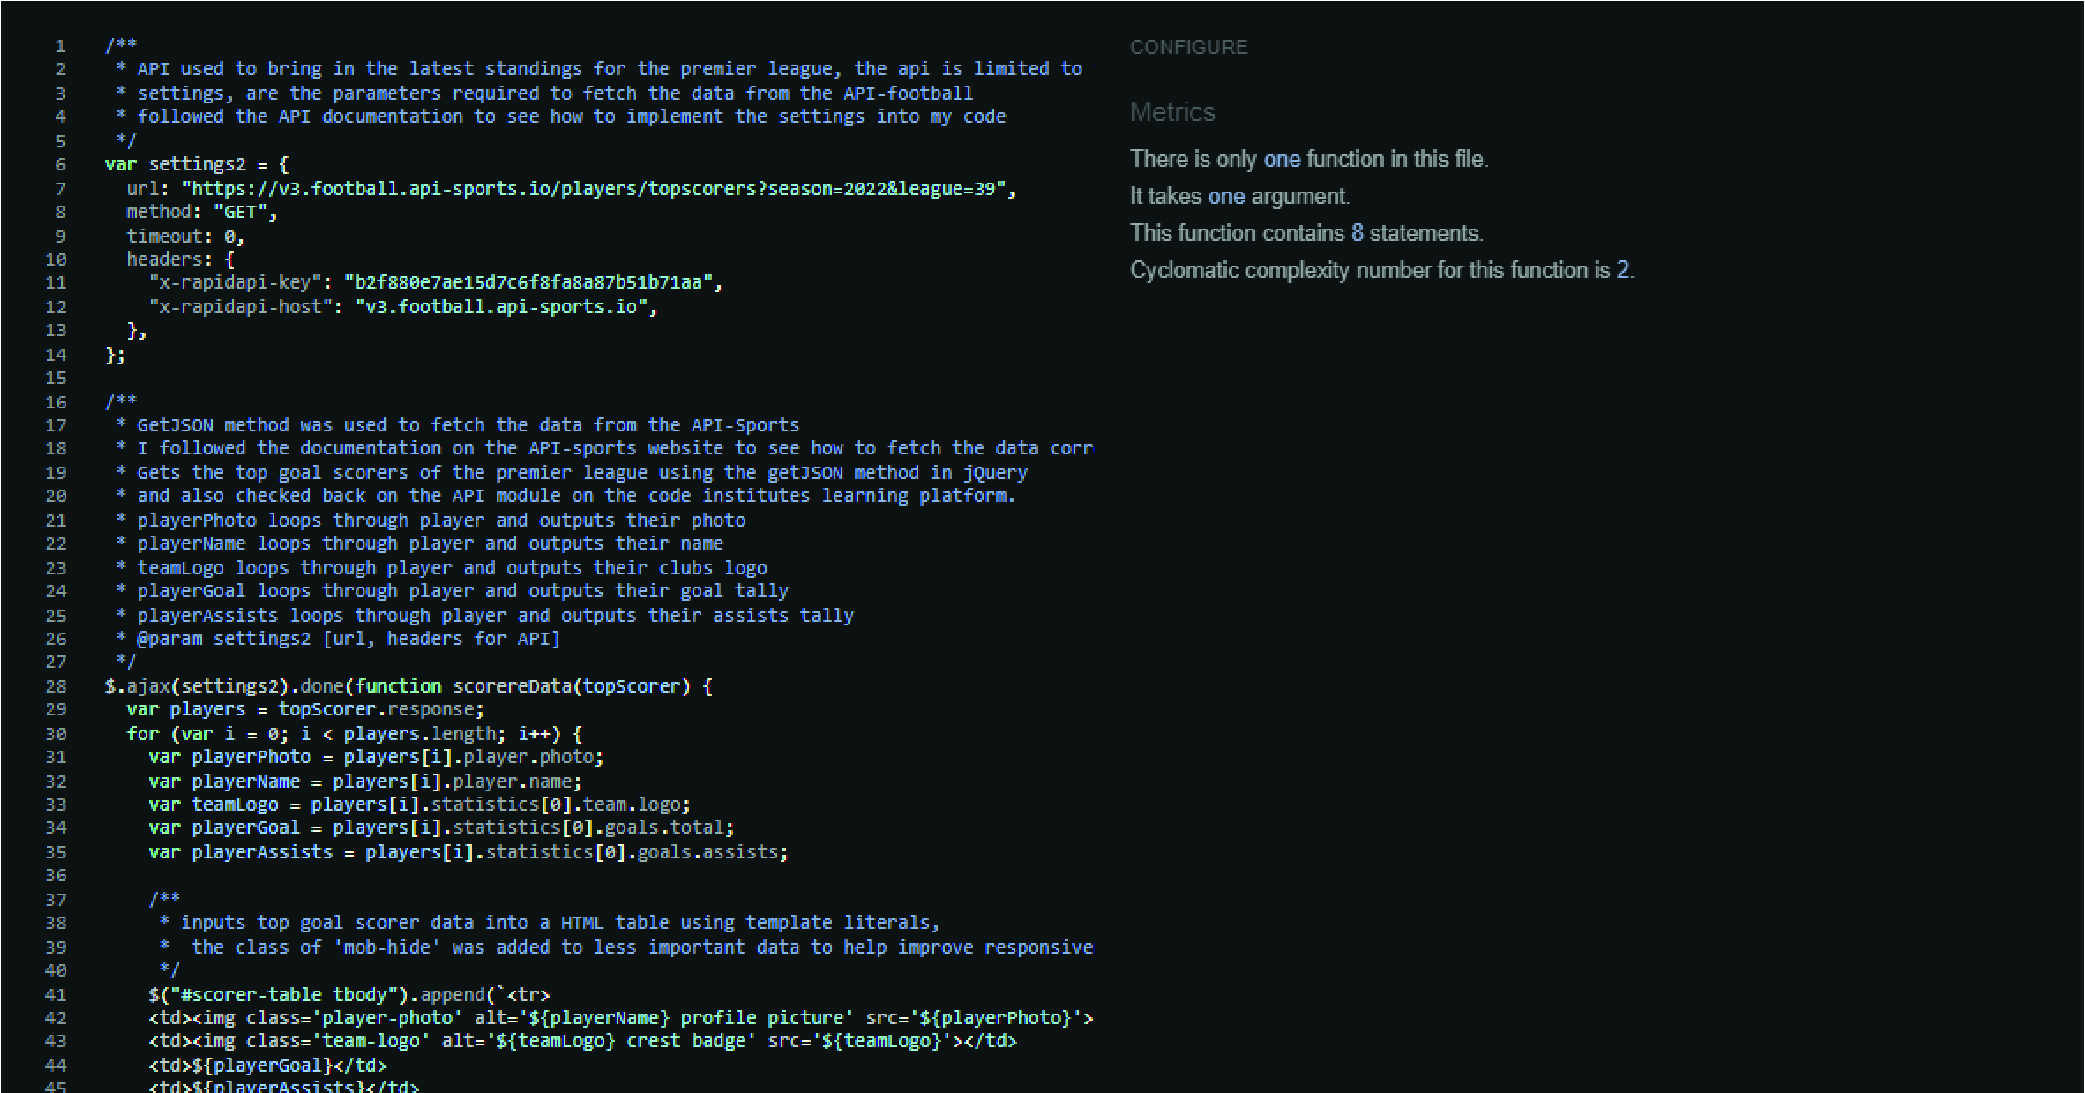 1 /**
2 * API used to bring in the latest standings for the premier league, the api is limited to
3 * settings, are the parameters required to fetch the data from the API-football
4 * followed the API documentation to see how to implement the settings into my code
5 */
6 var settings2 = {
7 url: "https://v3.football.api-sports.io/players/topscorers?season=2022&league=39",
8 method: "GET",
9 timeout: 0,
10 headers: {
11 "x-rapidapi-key": "b2f880e7ae15d7c6f8fa8a87b51b71aa",
12 "x-rapidapi-host": "v3.football.api-sports.io",
13 },
14 };
15
16 /**
17 * GetJSON method was used to fetch the data from the API-Sports
18 * I followed the documentation on the API-sports website to see how to fetch the data corr
19 * Gets the top goal scorers of the premier league using the getJSON method in jQuery
20 * and also checked back on the API module on the code institutes learning platform.
21 * playerPhoto loops through player and outputs their photo
22 * playerName loops through player and outputs their name
23 * teamLogo loops through player and outputs their clubs logo
24 * playerGoal loops through player and outputs their goal tally
25 * playerAssists loops through player and outputs their assists tally
26 * @param settings2 [url, headers for API]
27 */
28 $.ajax(settings2).done(function scorereData(topScorer) {
29 var players = topScorer.response;
30 for (var i = 0; i < players.length; i++) {
31 var playerPhoto = players[i].player.photo;
32 var playerName = players[i].player.name;
33 var teamLogo = players[i].statistics[0].team.logo;
34 var playerGoal = players[i].statistics[0].goals.total;
35 var playerAssists = players[i].statistics[0].goals.assists;
36
37 /**
38 * inputs top goal scorer data into a HTML table using template literals,
39 * the class of 'mob-hide' was added to less important data to help improve responsive
40 */
41 $("#scorer-table tbody").append(`<tr>
42 <td><img class='player-photo' alt='${playerName} profile picture' src='${playerPhoto}'>
43 <td><img class='team-logo' alt='${teamLogo} crest badge' src='${teamLogo}'></td>
44 <td>${playerGoal}</td>
45 <td>${playerAssists}</td>
CONFIGURE
Metrics
There is only one function in this file.
It takes one argument.
This function contains 8 statements.
Cyclomatic complexity number for this function is 2.